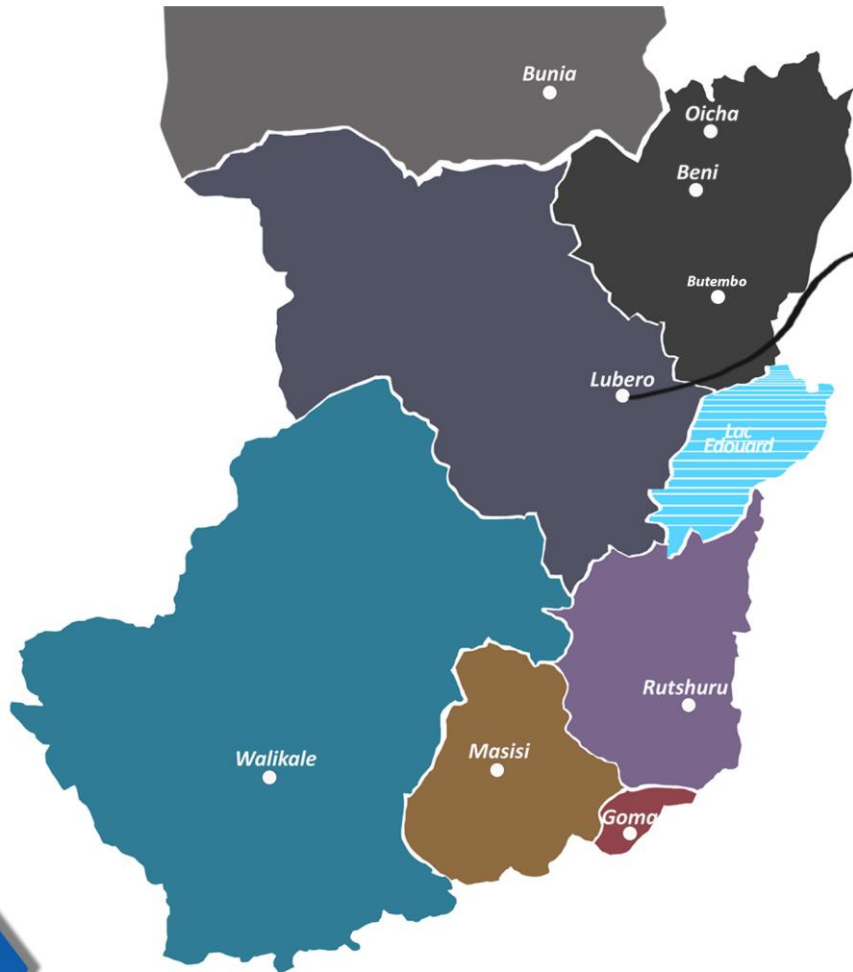 Bunia
Oicha
Beni
Butembo
Lubero
Lac
Edouard
Rutshuru
Walikale
Masisi
Goma